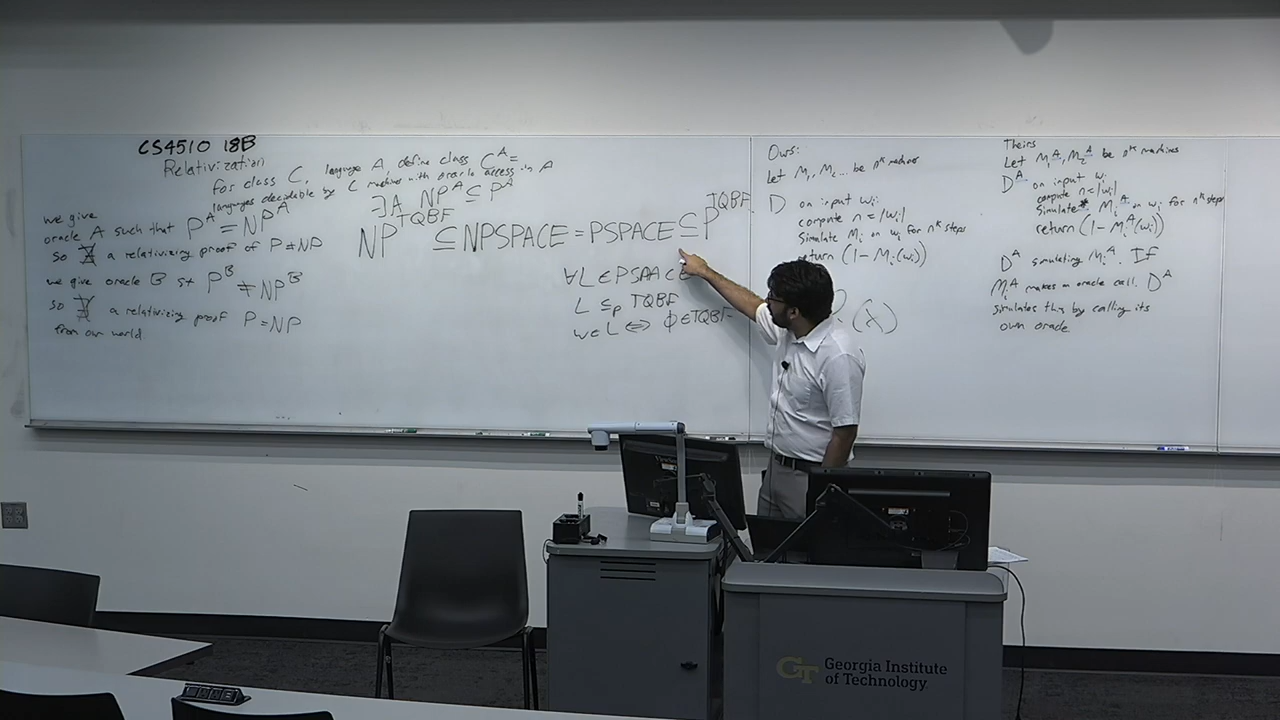 CS4510 18B
Relativization
for class C, language A, define class C^A =
languages decidable by C machine with oracle access in A
∃A NP^A ⊆ P^A
we give
oracle A such that P^A = NP^A
so ∄ a relativizing proof of P≠NP
we give oracle B st P^B ≠ NP^B
so ∄ a relativizing proof P=NP
from our world.
NP^TQBF ⊆ NPSPACE = PSPACE ⊆ P^TQBF
∀L ∈ PSPACE
L ≤p TQBF
w∈L ⇔ ϕ∈TQBF
(x)
Ours:
Let M₁, M₂... be n^k machines
D on input wᵢ:
compute n = |wᵢ|
Simulate Mᵢ on wᵢ for n^k steps
return (1 - Mᵢ(wᵢ))
Theirs
Let M₁^A, M₂^A be n^k machines
D^A on input wᵢ
compute n = |wᵢ|
Simulate Mᵢ^A on wᵢ for n^k steps
return (1 - Mᵢ^A(wᵢ))
D^A simulating Mᵢ^A. If
Mᵢ^A makes an oracle call, D^A
simulates this by calling its
own oracle
GT Georgia Institute
of Technology